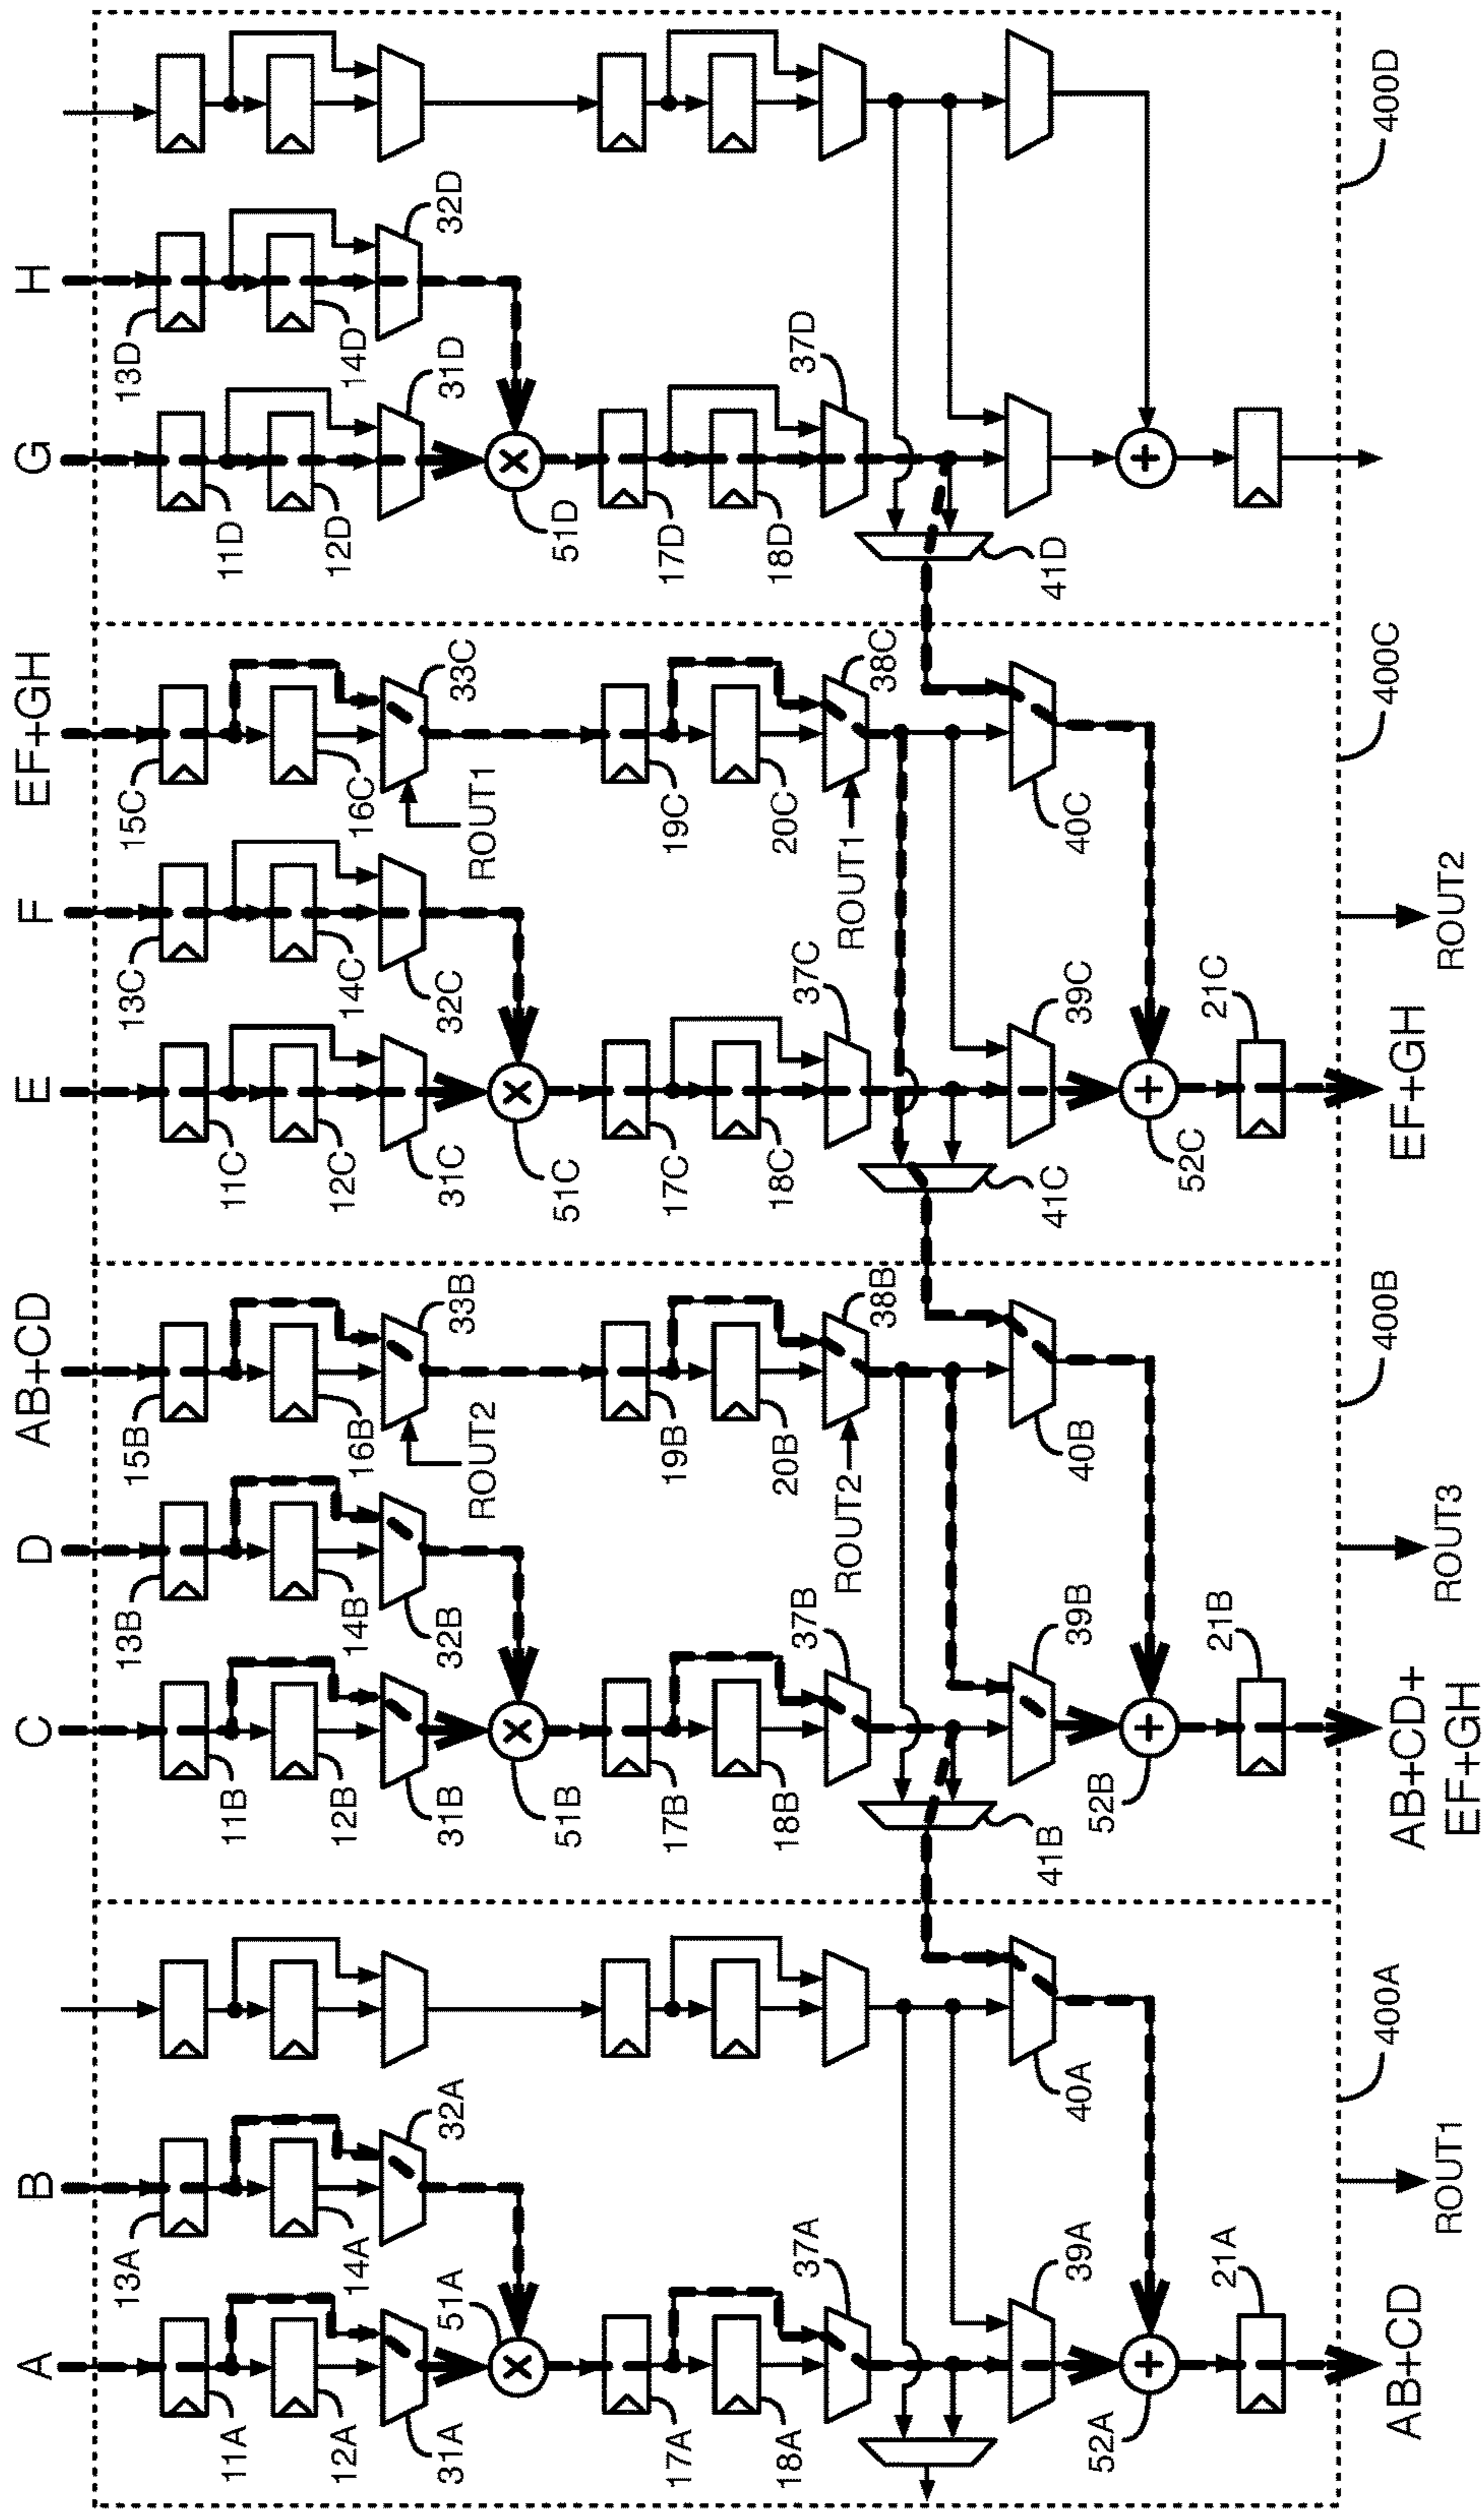 A
B
C
D
AB+CD
E
F
EF+GH
G
H
11A
13A
11B
13B
15B
11C
13C
15C
11D
13D
12A
14A
12B
14B
16B
12C
14C
16C
12D
14D
31A
32A
31B
32B
33B
31C
32C
33C
31D
32D
ROUT2
ROUT1
51A
51B
51C
51D
17A
17B
19B
17C
19C
17D
18A
18B
20B
18C
20C
18D
37A
37B
38B
37C
38C
37D
ROUT2
ROUT1
41B
41C
41D
39A
40A
39B
40B
39C
40C
52A
52B
52C
21A
21B
21C
400A
400B
400C
400D
AB+CD
ROUT1
AB+CD+
EF+GH
ROUT3
EF+GH
ROUT2